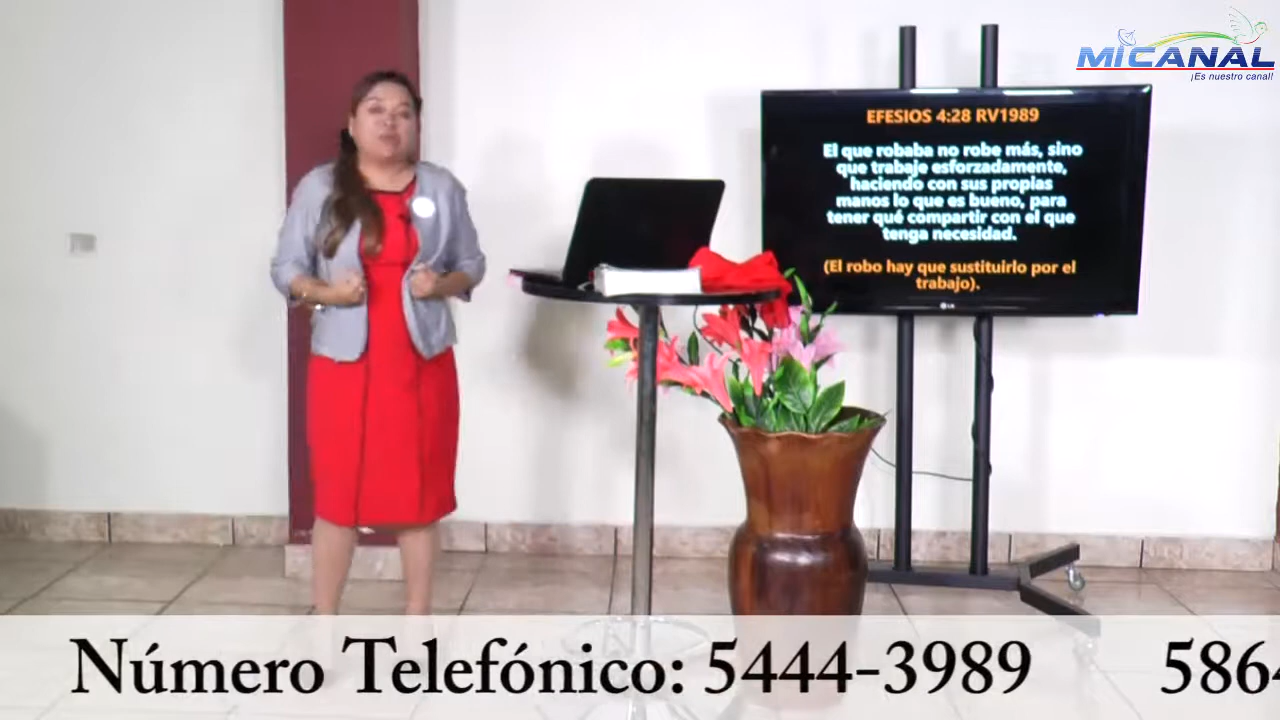 MICANAL
¡Es nuestro canal!
EFESIOS 4:28 RV1989
El que robaba no robe más, sino
que trabaje esforzadamente,
haciendo con sus propias
manos lo que es bueno, para
tener qué compartir con el que
tenga necesidad.
(El robo hay que sustituirlo por el
trabajo).
LG
Número Telefónico: 5444-3989 5864